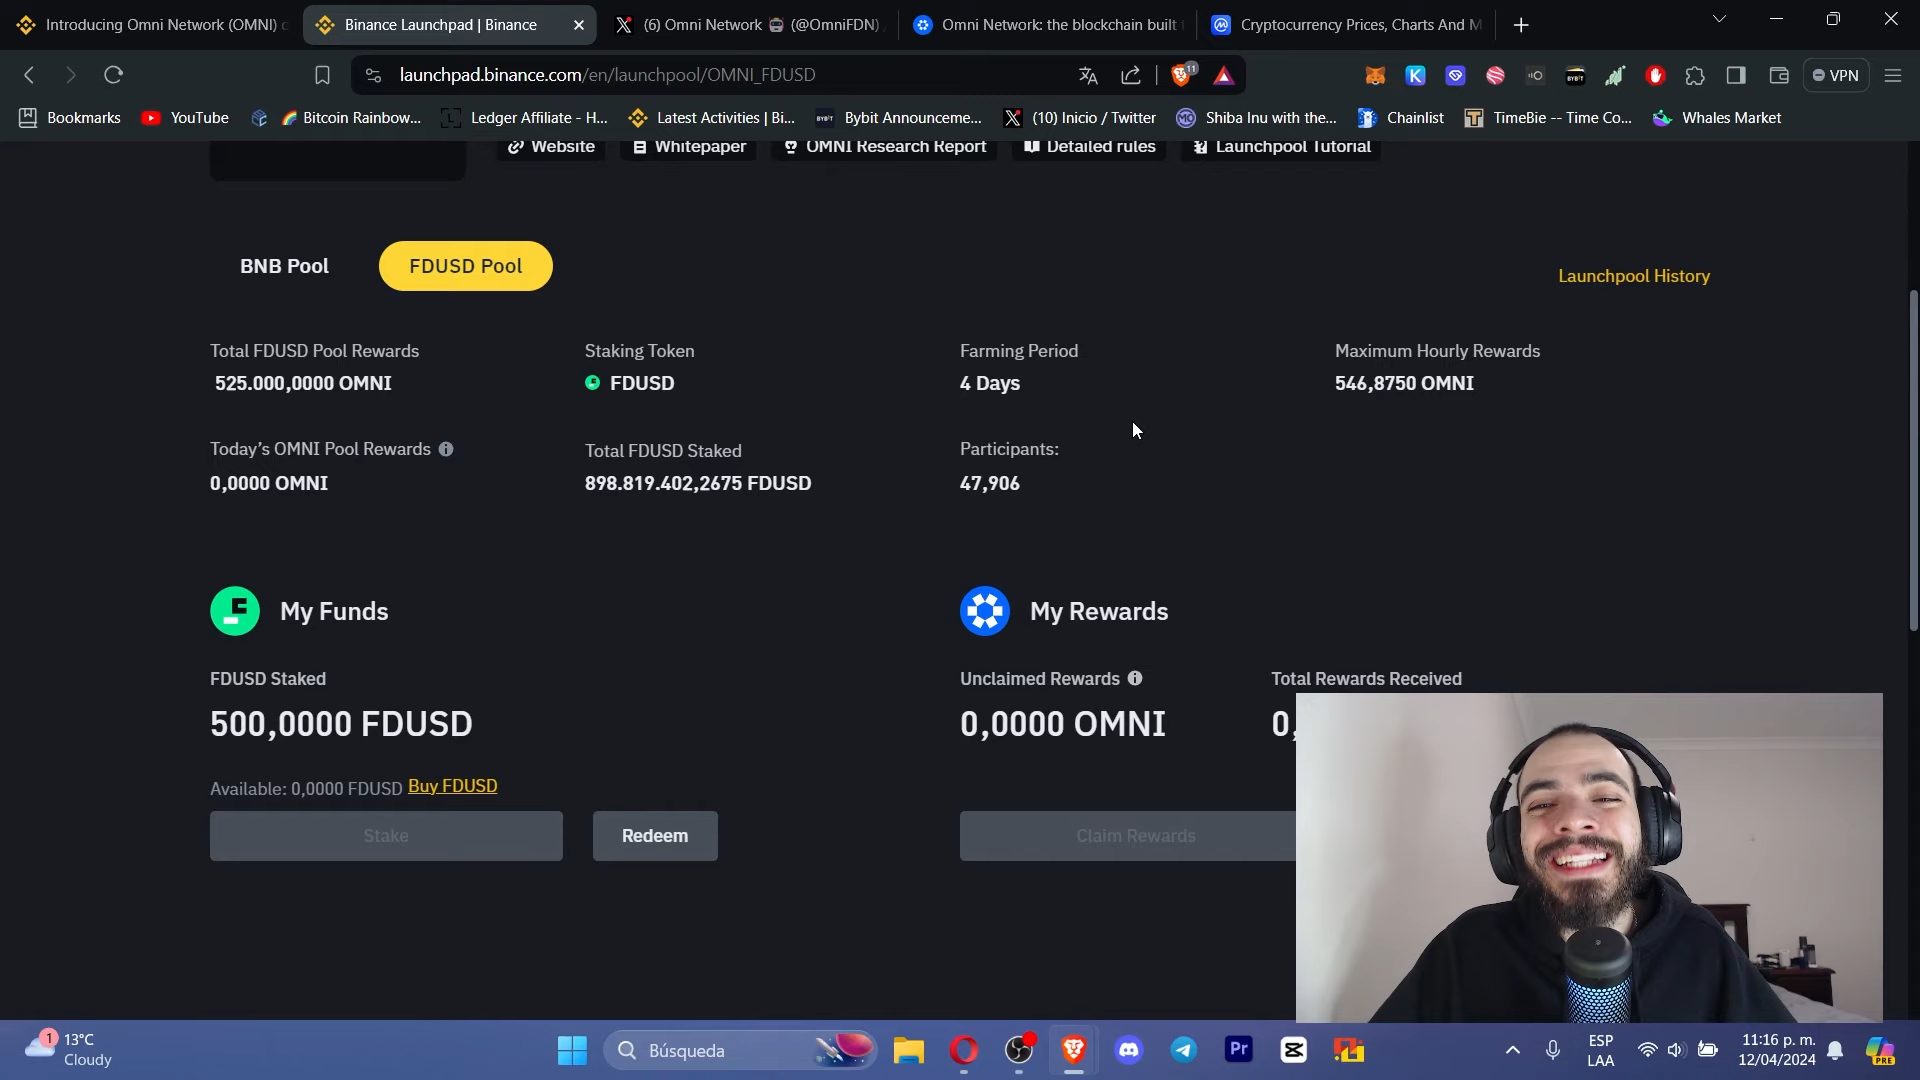 Introducing Omni Network (OMNI) o
Binance Launchpad | Binance
(6) Omni Network (@OmniFDN)
Omni Network: the blockchain built
Cryptocurrency Prices, Charts And M
launchpad.binance.com/en/launchpool/OMNI_FDUSD
11
VPN
Bookmarks
YouTube
Bitcoin Rainbow...
Ledger Affiliate - H...
Latest Activities | Bi...
Bybit Announceme...
(10) Inicio / Twitter
Shiba Inu with the...
Chainlist
TimeBie -- Time Co...
Whales Market
Website
Whitepaper
OMNI Research Report
Detailed rules
Launchpool Tutorial
BNB Pool
FDUSD Pool
Launchpool History
Total FDUSD Pool Rewards
525.000,0000 OMNI
Staking Token
FDUSD
Farming Period
4 Days
Maximum Hourly Rewards
546,8750 OMNI
Today's OMNI Pool Rewards
0,0000 OMNI
Total FDUSD Staked
898.819.402,2675 FDUSD
Participants:
47,906
My Funds
FDUSD Staked
500,0000 FDUSD
Available: 0,0000 FDUSD Buy FDUSD
Stake
Redeem
My Rewards
Unclaimed Rewards
0,0000 OMNI
Total Rewards Received
0,
Claim Rewards
1
13°C
Cloudy
Búsqueda
Pr
ESP
LAA
11:16 p. m.
12/04/2024
PRE